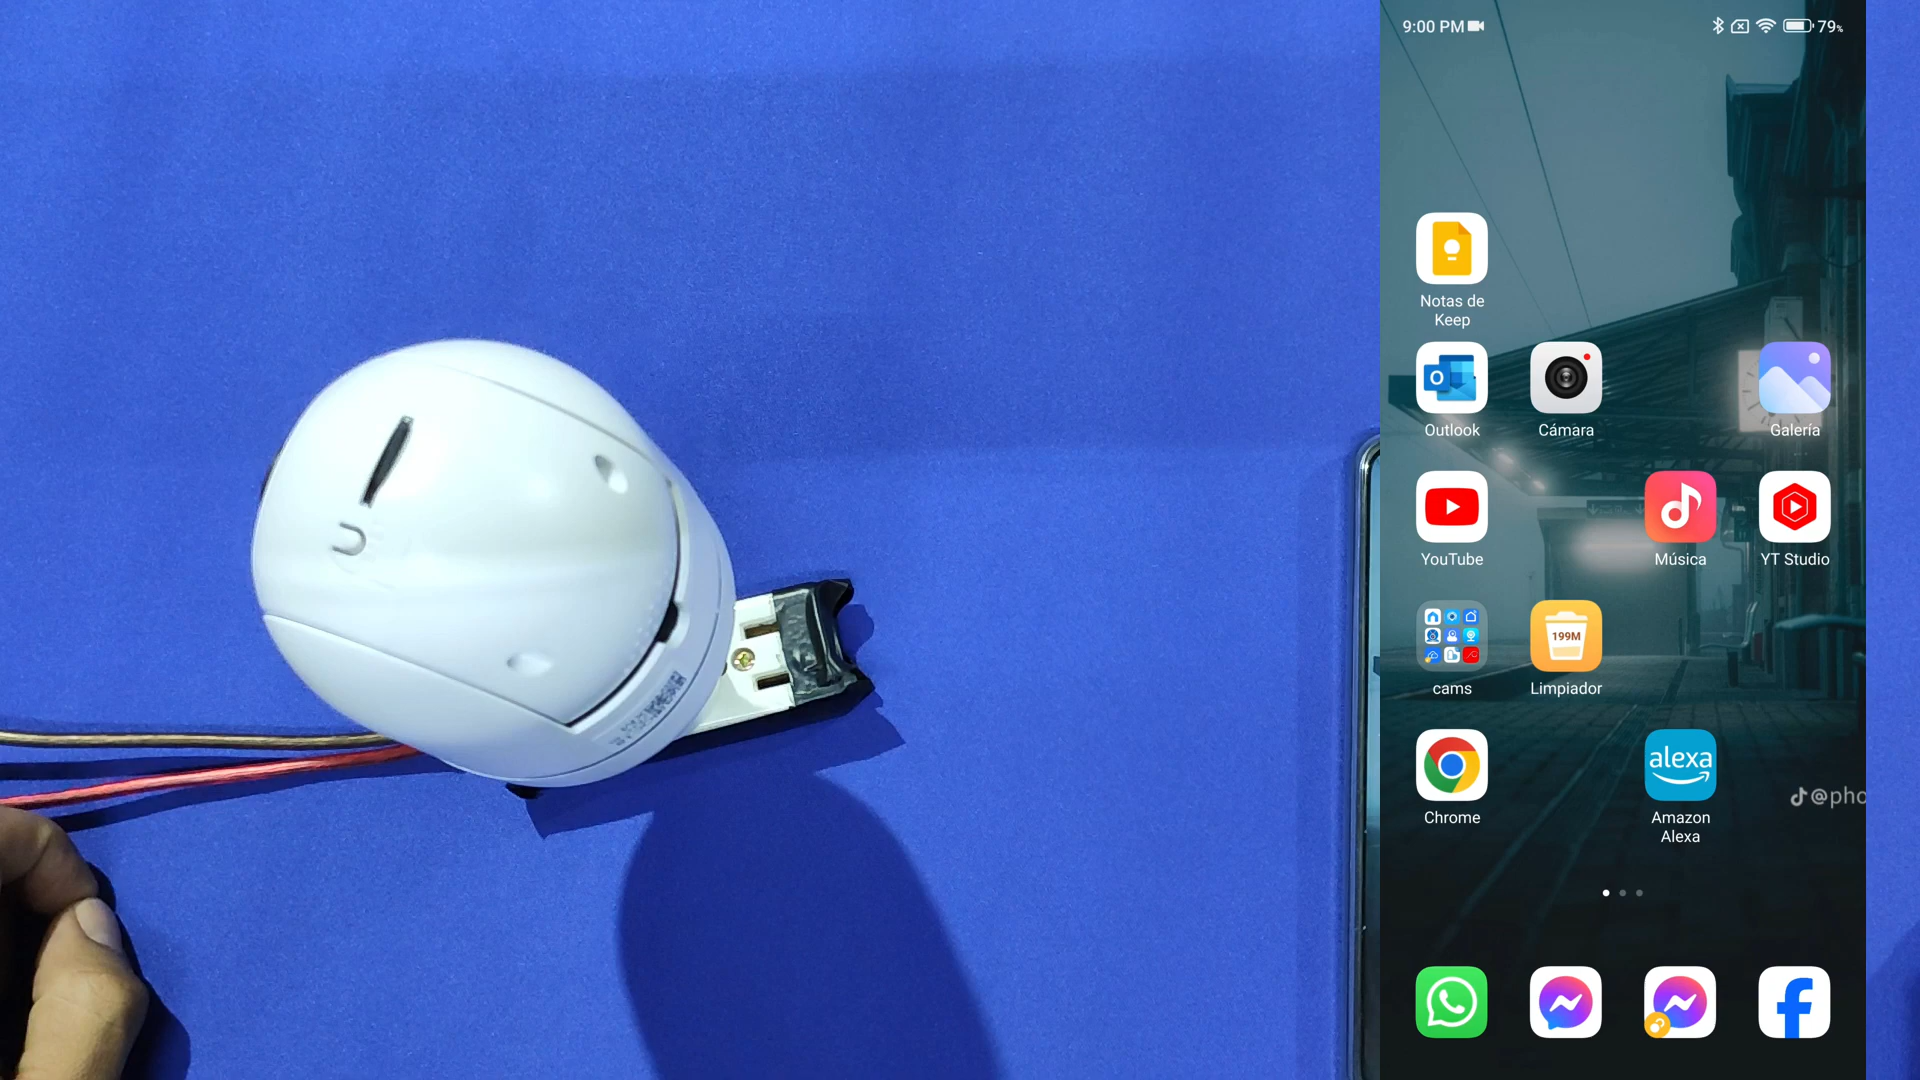 9:00 PM
79%
Notas de
Keep
Outlook
Cámara
Galería
YouTube
Música
YT Studio
cams
199M
Limpiador
Chrome
alexa
Amazon
Alexa
@pho